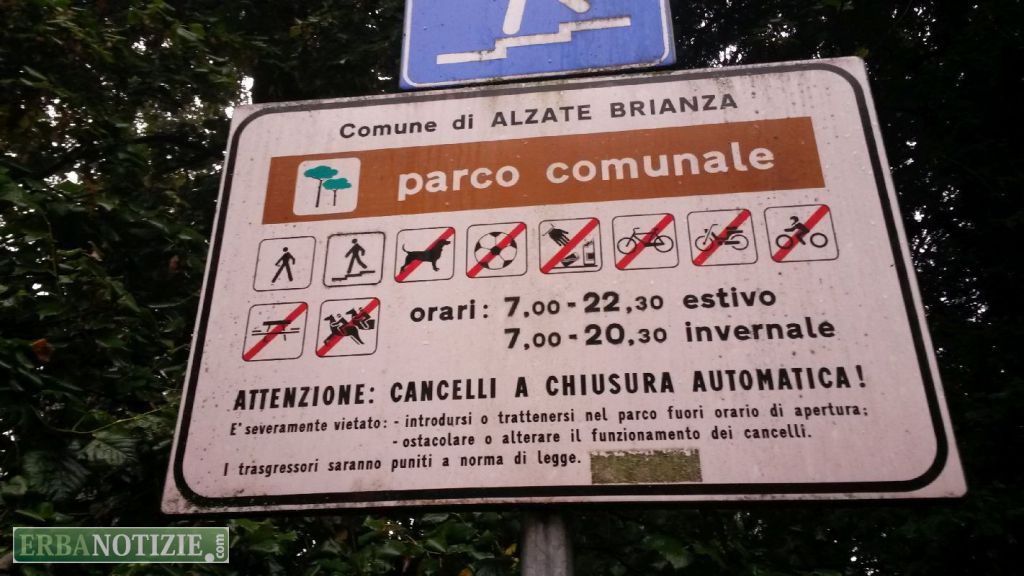 Comune di ALZATE BRIANZA
parco comunale
orari: 7,00 - 22,30 estivo
7,00 - 20,30 invernale
ATTENZIONE: CANCELLI A CHIUSURA AUTOMATICA!
E' severamente vietato: - introdursi o trattenersi nel parco fuori orario di apertura;
- ostacolare o alterare il funzionamento dei cancelli.
I trasgressori saranno puniti a norma di legge.
ERBANOTIZIE.com